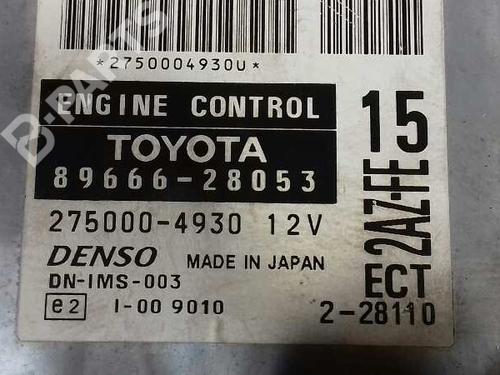 *2750004930U*
ENGINE CONTROL
TOYOTA
89666-28053
275000-4930 12V
DENSO MADE IN JAPAN
DN-IMS-003
e2 I-00 9010
15
2AZ-FE
ECT
2-28110
B-PARTS